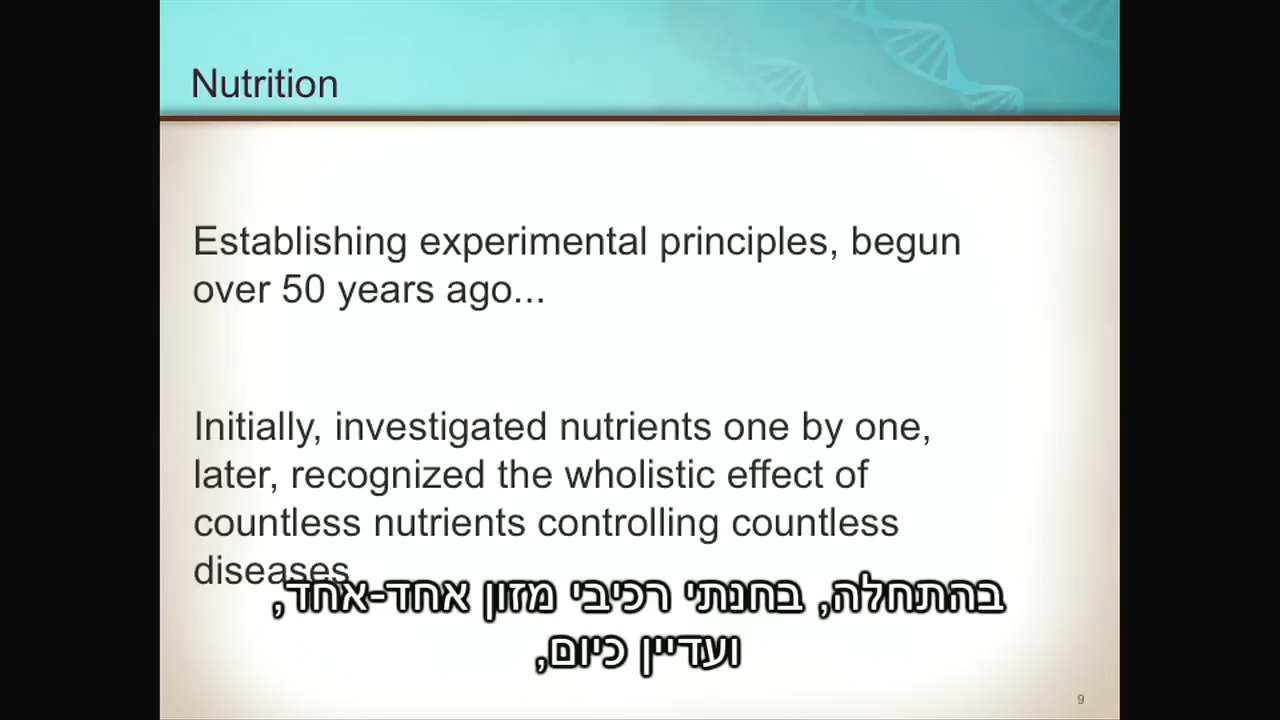 Nutrition
Establishing experimental principles, begun
over 50 years ago...
Initially, investigated nutrients one by one,
later, recognized the wholistic effect of
countless nutrients controlling countless
diseases
בהתחלה, בחנתי רכיבי מזון אחד-אחד,
ועדיין כיום,
9